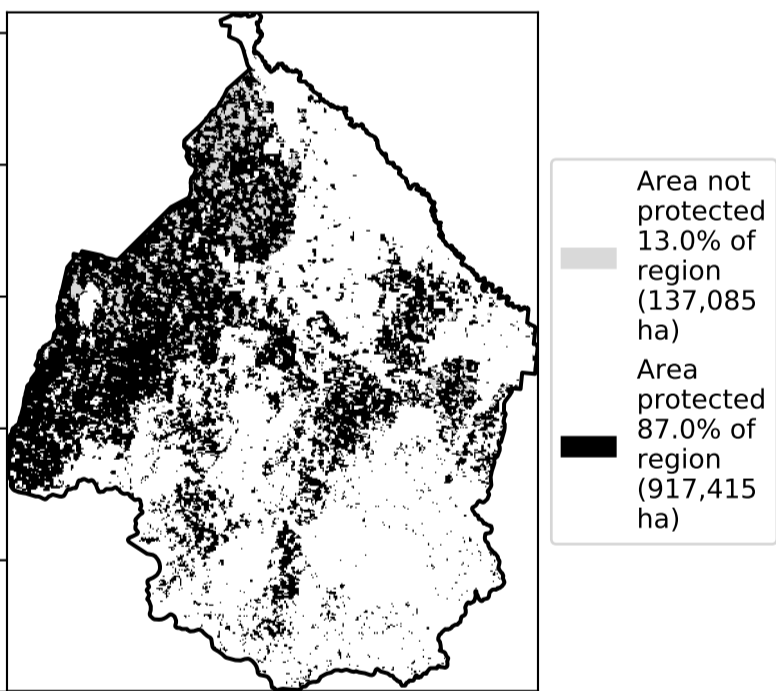 Area not
protected
13.0% of
region
(137,085
ha)
Area
protected
87.0% of
region
(917,415
ha)